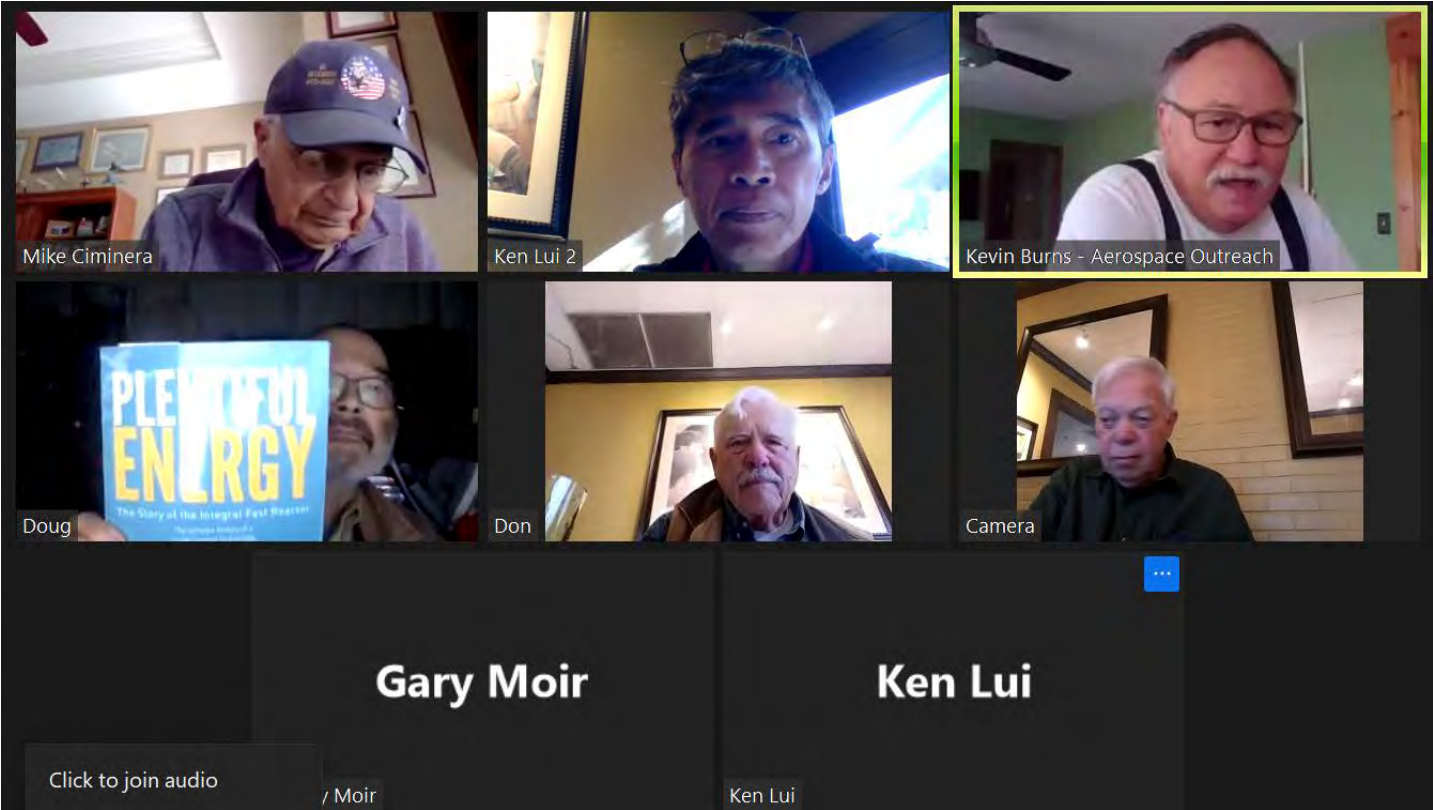 Mike Ciminera
Ken Lui 2
Kevin Burns - Aerospace Outreach
PLENTIFUL
ENERGY
The Story of the Integral Fast Reactor
Doug
Don
Camera
Gary Moir
Ken Lui
Click to join audio
y Moir
Ken Lui